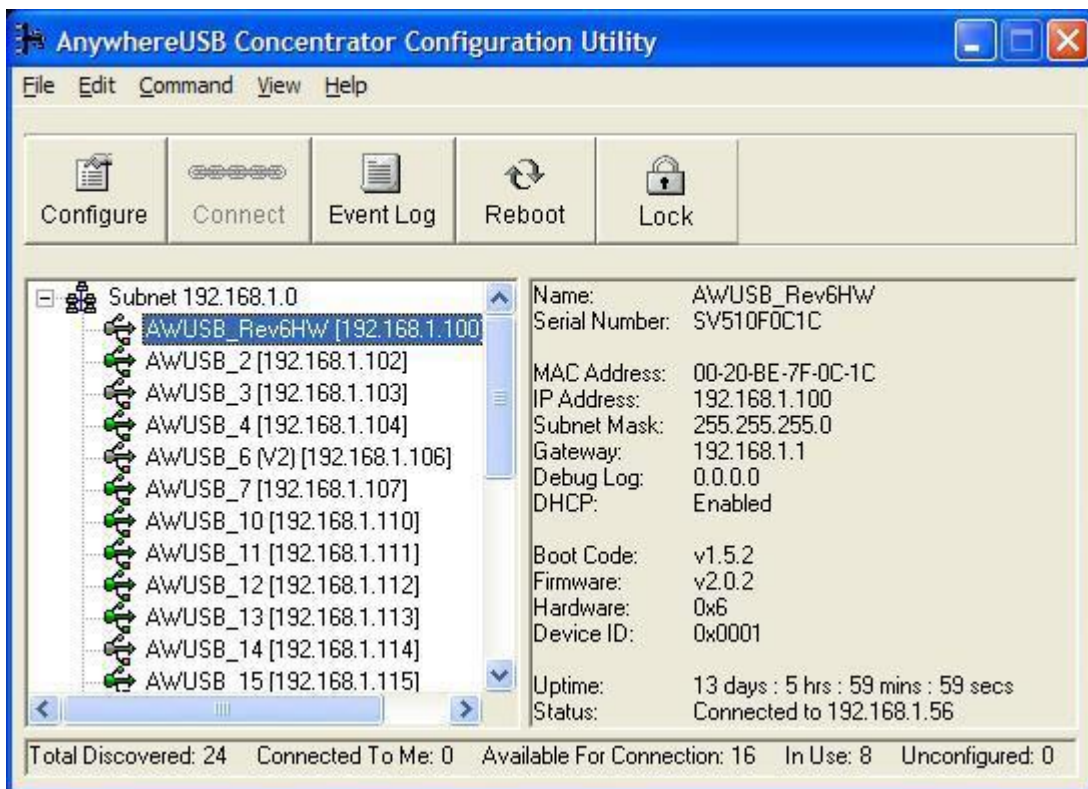 AnywhereUSB Concentrator Configuration Utility
File Edit Command View Help
Configure Connect Event Log Reboot Lock
Subnet 192.168.1.0
AWUSB_Rev6HW [192.168.1.100
AWUSB_2 [192.168.1.102]
AWUSB_3 [192.168.1.103]
AWUSB_4 [192.168.1.104]
AWUSB_6 (V2) [192.168.1.106]
AWUSB_7 [192.168.1.107]
AWUSB_10 [192.168.1.110]
AWUSB_11 [192.168.1.111]
AWUSB_12 [192.168.1.112]
AWUSB_13 [192.168.1.113]
AWUSB_14 [192.168.1.114]
AWUSB_15 [192.168.1.115]
Name: AWUSB_Rev6HW
Serial Number: SV510F0C1C
MAC Address: 00-20-BE-7F-0C-1C
IP Address: 192.168.1.100
Subnet Mask: 255.255.255.0
Gateway: 192.168.1.1
Debug Log: 0.0.0.0
DHCP: Enabled
Boot Code: v1.5.2
Firmware: v2.0.2
Hardware: 0x6
Device ID: 0x0001
Uptime: 13 days : 5 hrs : 59 mins : 59 secs
Status: Connected to 192.168.1.56
Total Discovered: 24 Connected To Me: 0 Available For Connection: 16 In Use: 8 Unconfigured: 0